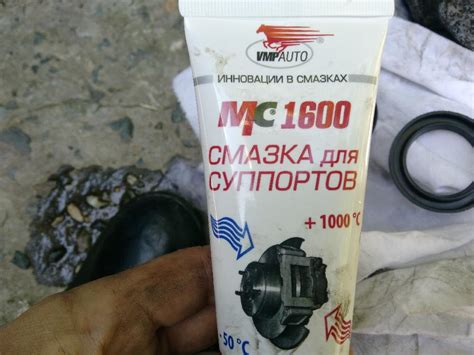 VMPAUTO
ИННОВАЦИИ В СМАЗКАХ
МС 1600
СМАЗКА для
СУППОРТОВ
+ 1000 °C
- 50 °C